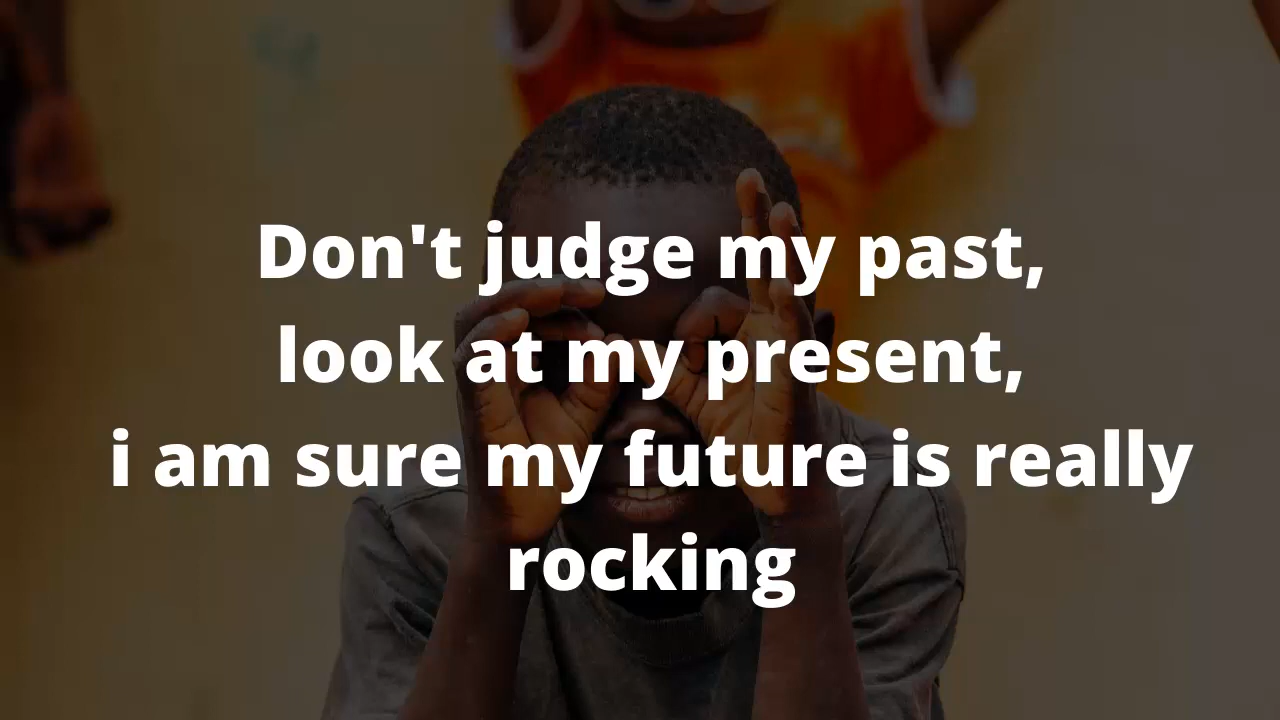 Don't judge my past,
look at my present,
i am sure my future is really
rocking